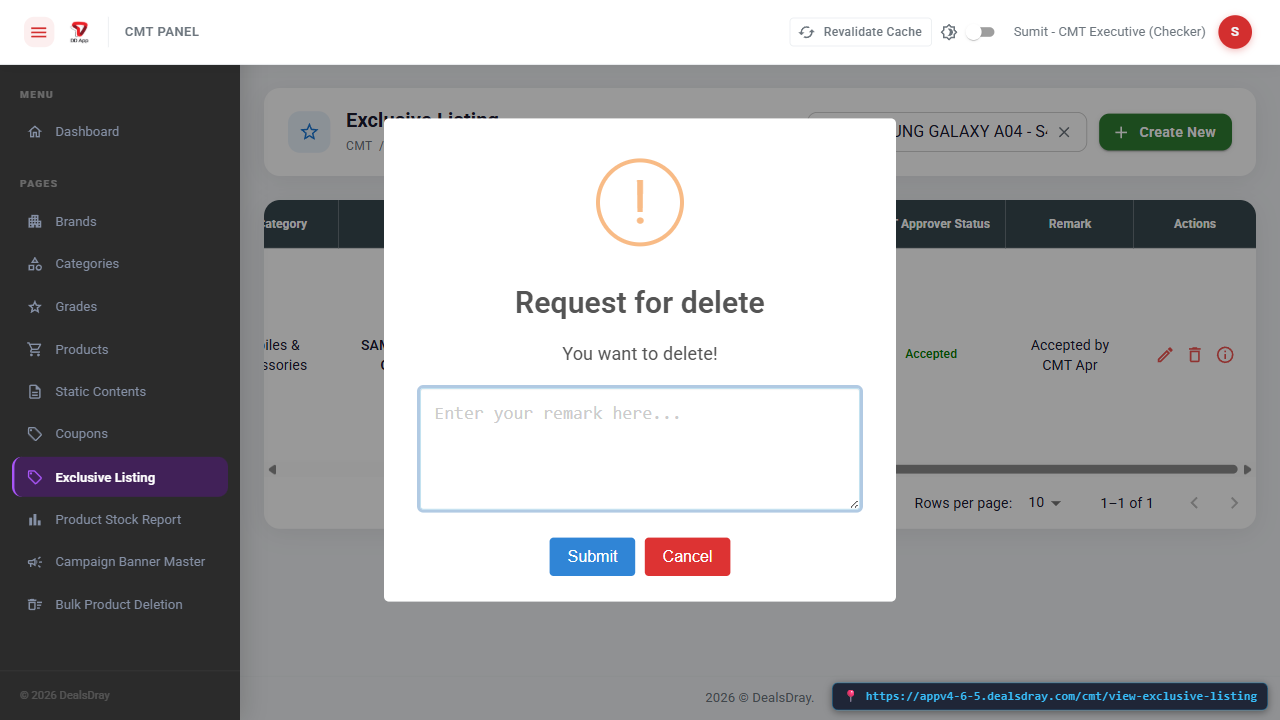 DD App
CMT PANEL
Revalidate Cache
Sumit - CMT Executive (Checker)
S
MENU
Dashboard
PAGES
Brands
Categories
Grades
Products
Static Contents
Coupons
Exclusive Listing
Product Stock Report
Campaign Banner Master
Bulk Product Deletion
© 2026 DealsDray
Exclusive Listing
CMT /
UNG GALAXY A04 - S
Create New
ategory
Approver Status
Remark
Actions
iles &
ssories
SAM
Accepted
Accepted by
CMT Apr
Rows per page: 10
1–1 of 1
!
Request for delete
You want to delete!
Enter your remark here...
Submit
Cancel
2026 © DealsDray.
https://appv4-6-5.dealsdray.com/cmt/view-exclusive-listing